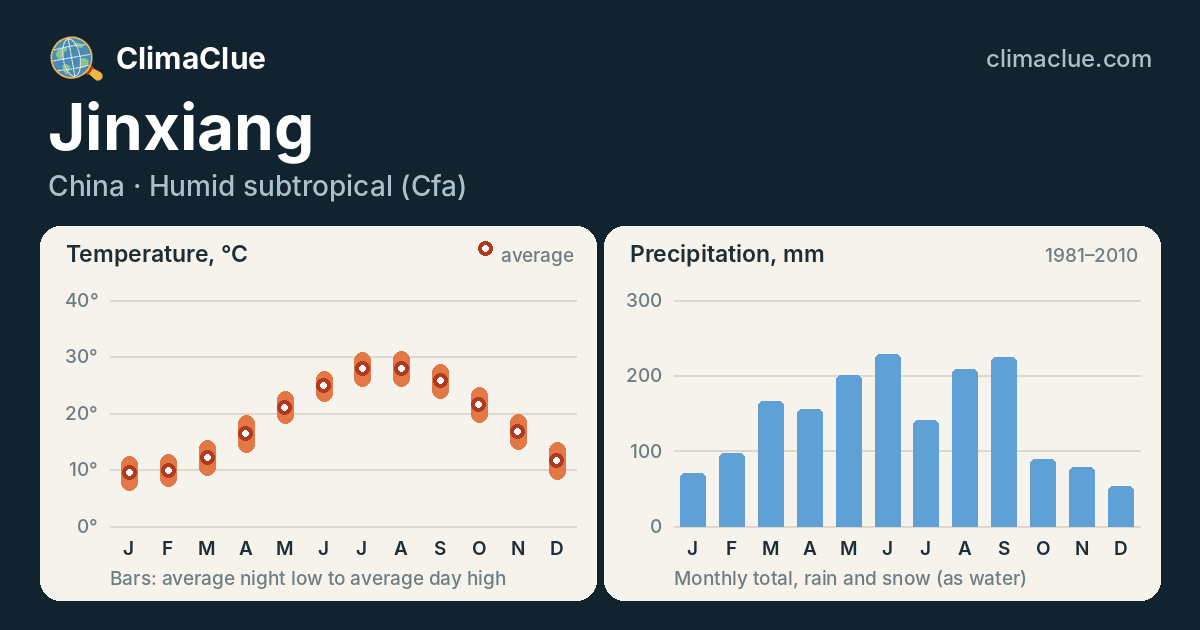 ClimaClue
climaclue.com
Jinxiang
China · Humid subtropical (Cfa)
Temperature, °C
average
40°
30°
20°
10°
0°
J F M A M J J A S O N D
Bars: average night low to average day high
Precipitation, mm
1981–2010
300
200
100
0
J F M A M J J A S O N D
Monthly total, rain and snow (as water)